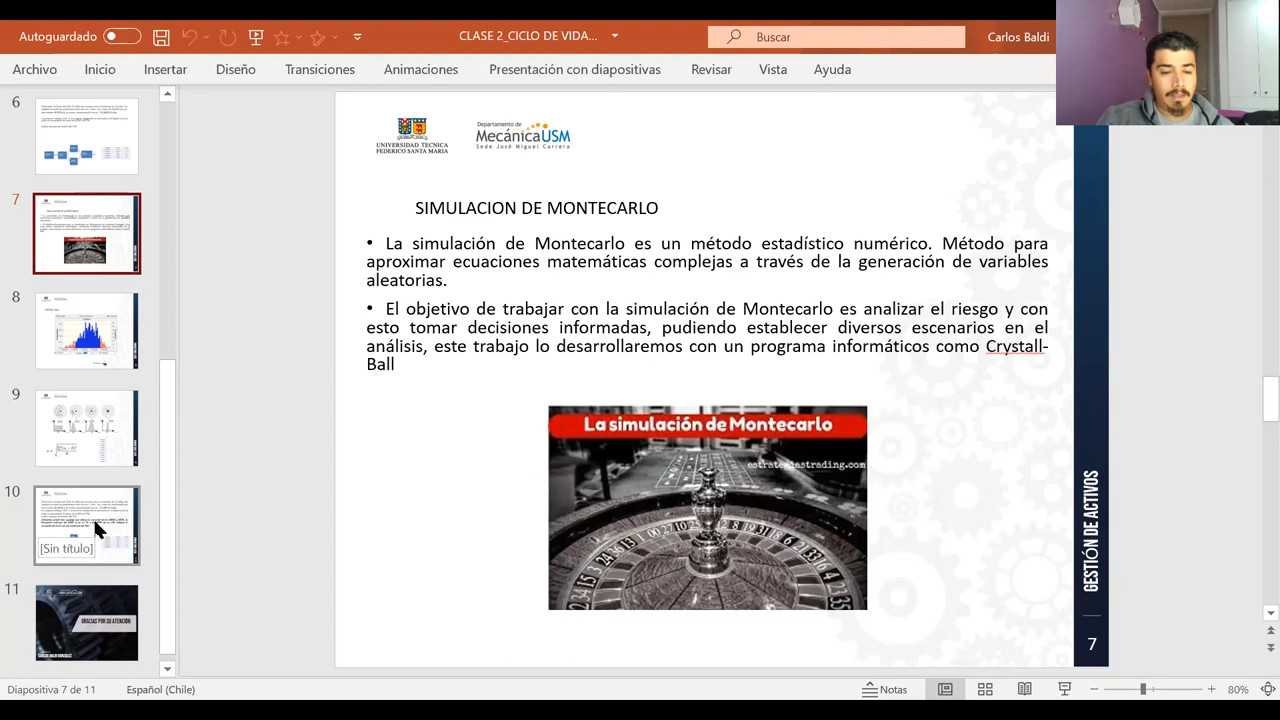 Autoguardado
CLASE 2_CICLO DE VIDA...
Buscar
Carlos Baldi
Archivo
Inicio
Insertar
Diseño
Transiciones
Animaciones
Presentación con diapositivas
Revisar
Vista
Ayuda
6
7
8
9
10
[Sin título]
11
GRACIAS POR SU ATENCIÓN
UNIVERSIDAD TECNICA
FEDERICO SANTA MARIA
Departamento de
MecánicaUSM
Sede José Miguel Carrera
SIMULACION DE MONTECARLO
• La simulación de Montecarlo es un método estadístico numérico. Método para
aproximar ecuaciones matemáticas complejas a través de la generación de variables
aleatorias.
• El objetivo de trabajar con la simulación de Montecarlo es analizar el riesgo y con
esto tomar decisiones informadas, pudiendo establecer diversos escenarios en el
análisis, este trabajo lo desarrollaremos con un programa informáticos como Crystall-
Ball
La simulación de Montecarlo
estrategiastrading.com
GESTIÓN DE ACTIVOS
7
Diapositiva 7 de 11
Español (Chile)
Notas
80%